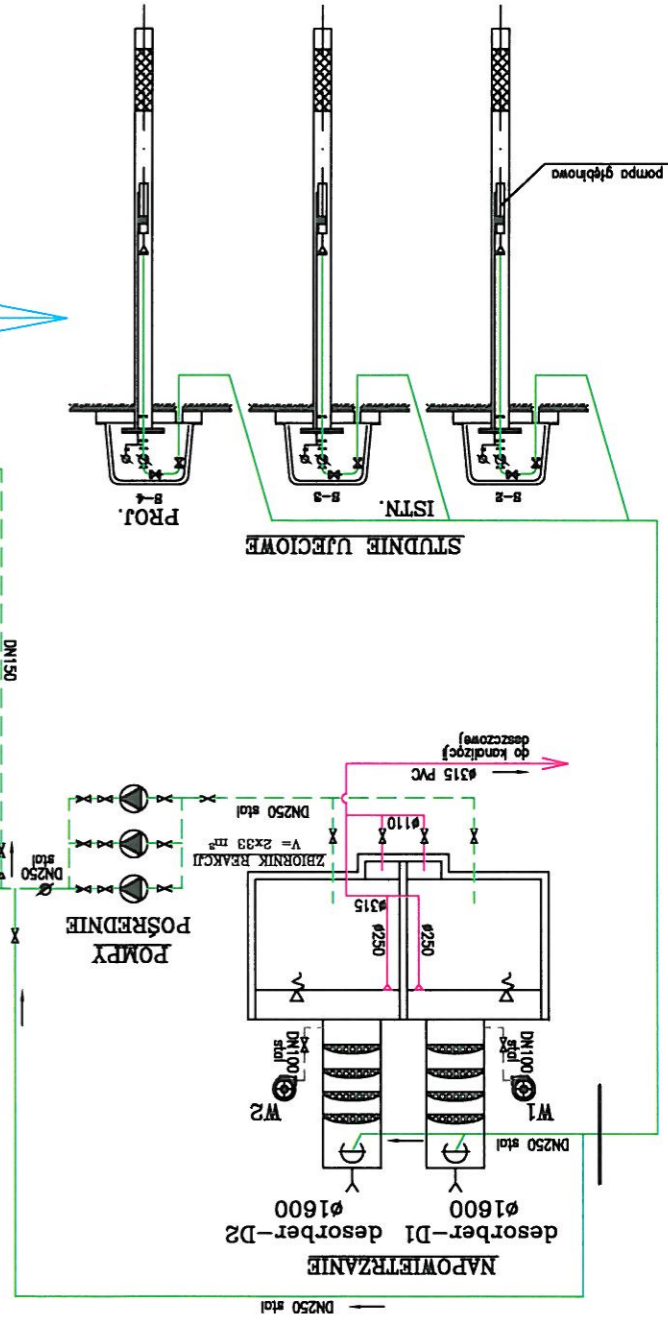 DN250 stal
NAPOWIETRZANIE
desorber-D1
ø1600
desorber-D2
ø1600
DN250 stal
W1
DN100
stal
W2
DN100
stal
ø250
ø250
ø315
POMPY
POŚREDNIE
ZBIORNIK REAKCJI
V= 2x33 m³
DN250
stal
ø110
DN250 stal
ø315 PVC
do kanalizacji
deszczowej
DN150
STUDNIE UJĘCIOWE
ISTN.
PROJ.
S-2
S-3
S-4
pompa głębinowa